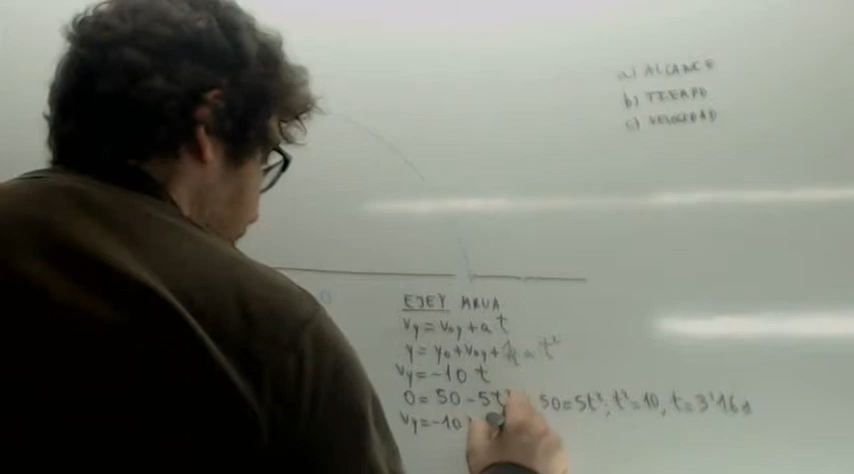 a) ALCANCE
b) TIEMPO
c) VELOCIDAD
EJE Y MRUA
Vy = Voy + a t
y = yo + Voy + 1/2 a t²
Vy = -10 t
0 = 50 - 5t² 50 = 5t²; t² = 10, t = 3'16 s
Vy = -10